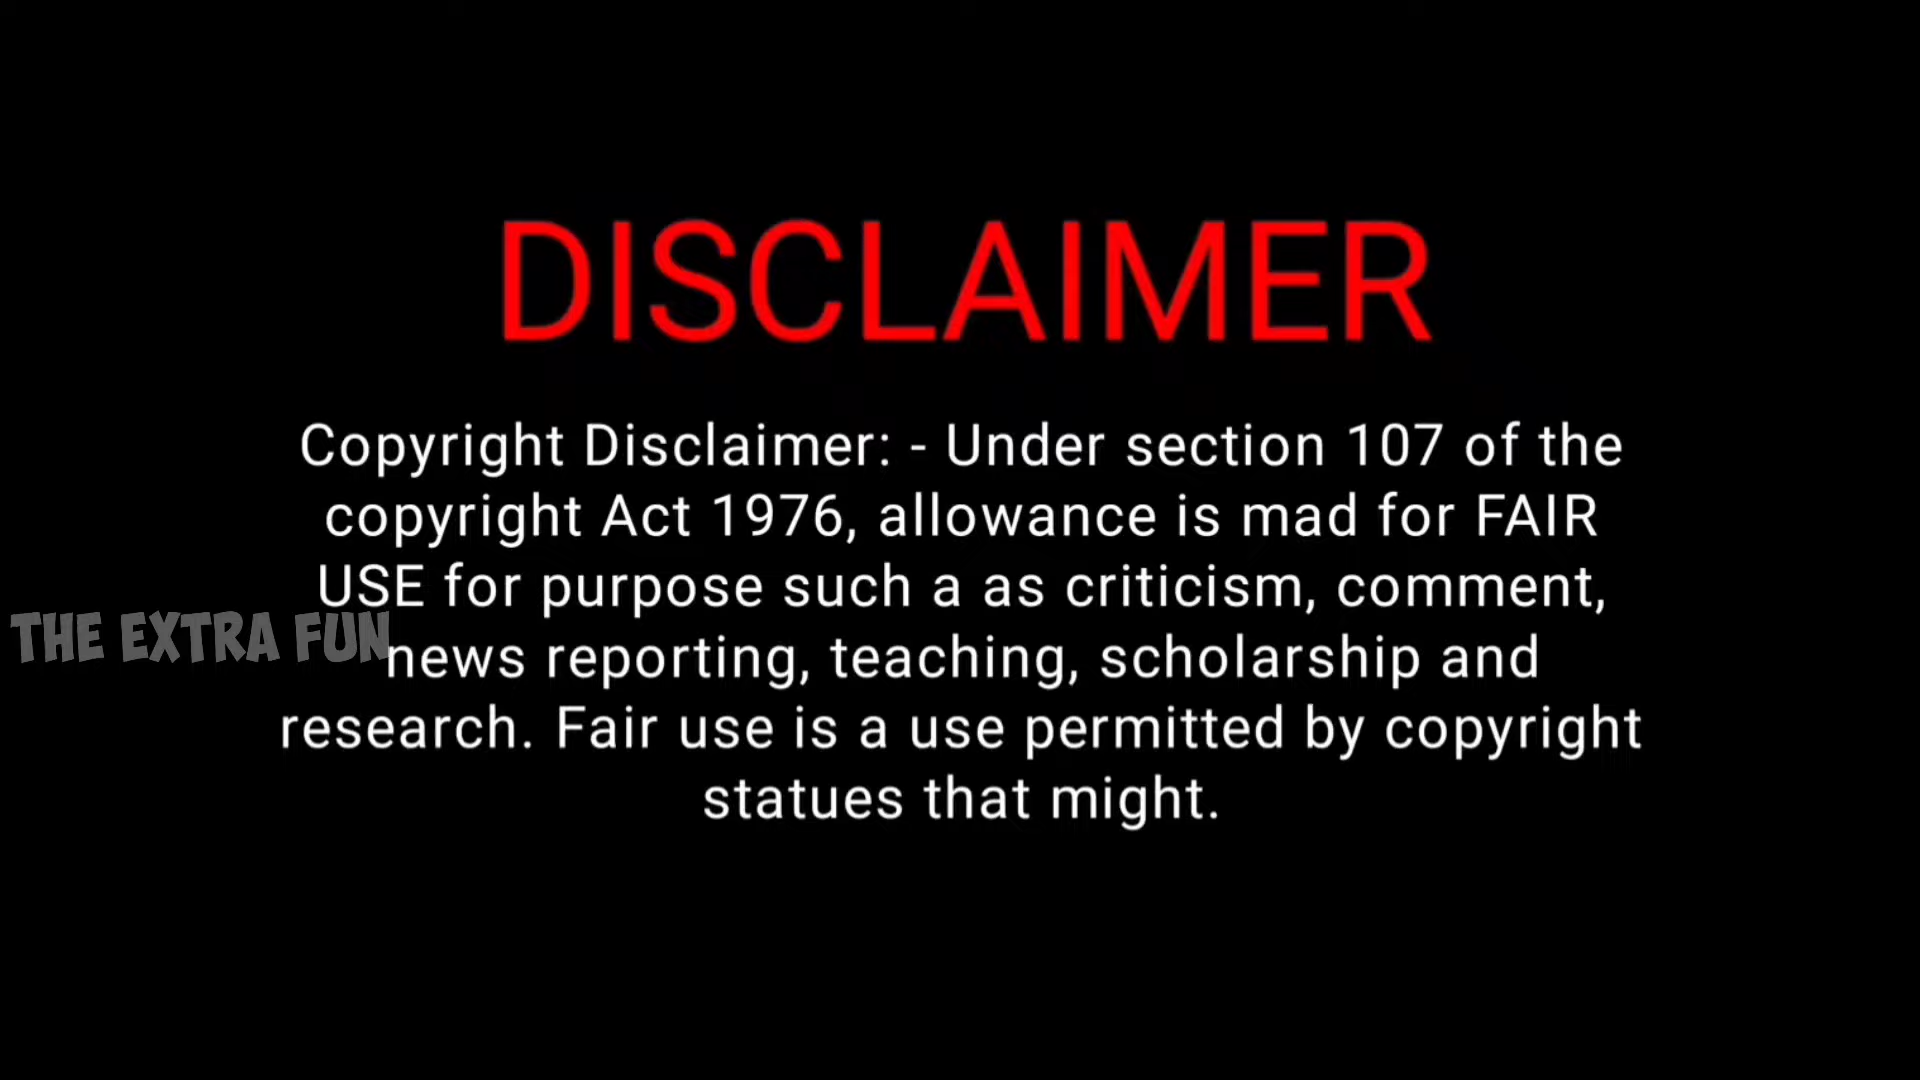 DISCLAIMER
Copyright Disclaimer: - Under section 107 of the
copyright Act 1976, allowance is mad for FAIR
USE for purpose such a as criticism, comment,
THE EXTRA FUN
news reporting, teaching, scholarship and
research. Fair use is a use permitted by copyright
statues that might.